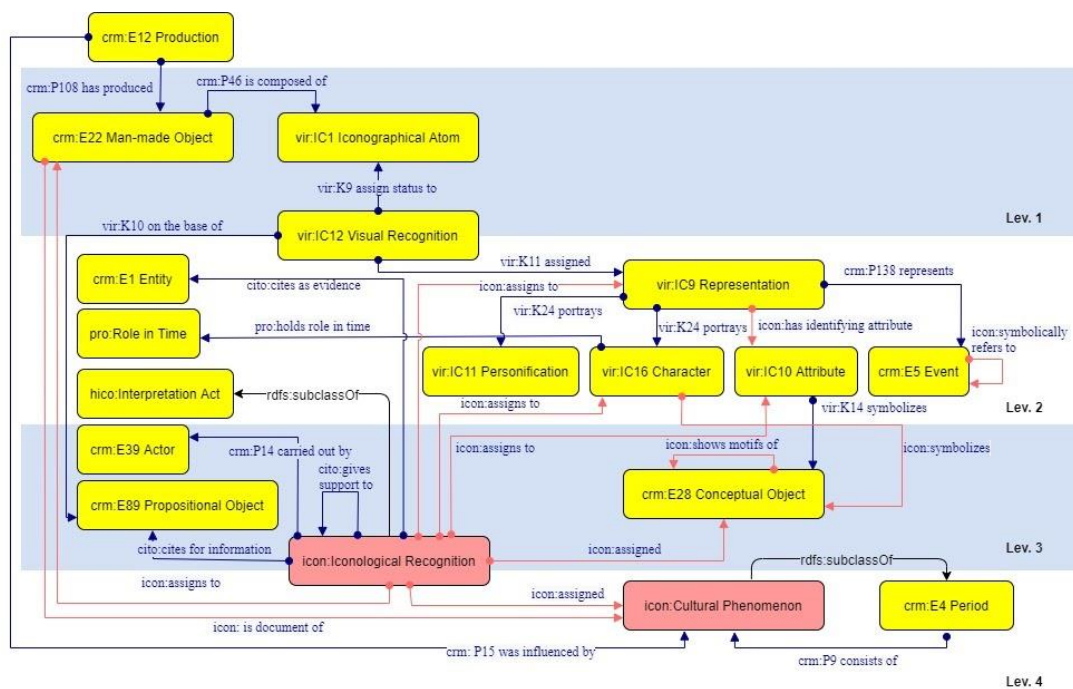 crm:E12 Production
crm:P108 has produced
crm:P46 is composed of
crm:E22 Man-made Object
vir:IC1 Iconographical Atom
vir:K9 assign status to
vir:K10 on the base of
vir:IC12 Visual Recognition
Lev. 1
crm:E1 Entity
cito:cites as evidence
vir:K11 assigned
icon:assigns to
vir:IC9 Representation
crm:P138 represents
vir:K24 portrays
vir:K24 portrays
icon:has identifying attribute
icon:symbolically
refers to
pro:Role in Time
pro:holds role in time
vir:IC11 Personification
vir:IC16 Character
vir:IC10 Attribute
crm:E5 Event
hico:Interpretation Act
rdfs:subclassOf
icon:assigns to
vir:K14 symbolizes
Lev. 2
crm:E39 Actor
crm:P14 carried out by
cito:gives
support to
icon:assigns to
icon:shows motifs of
icon:symbolizes
crm:E89 Propositional Object
crm:E28 Conceptual Object
cito:cites for information
icon:Iconological Recognition
icon:assigned
Lev. 3
icon:assigns to
icon:assigned
rdfs:subclassOf
icon:Cultural Phenomenon
crm:E4 Period
icon: is document of
crm: P15 was influenced by
crm:P9 consists of
Lev. 4